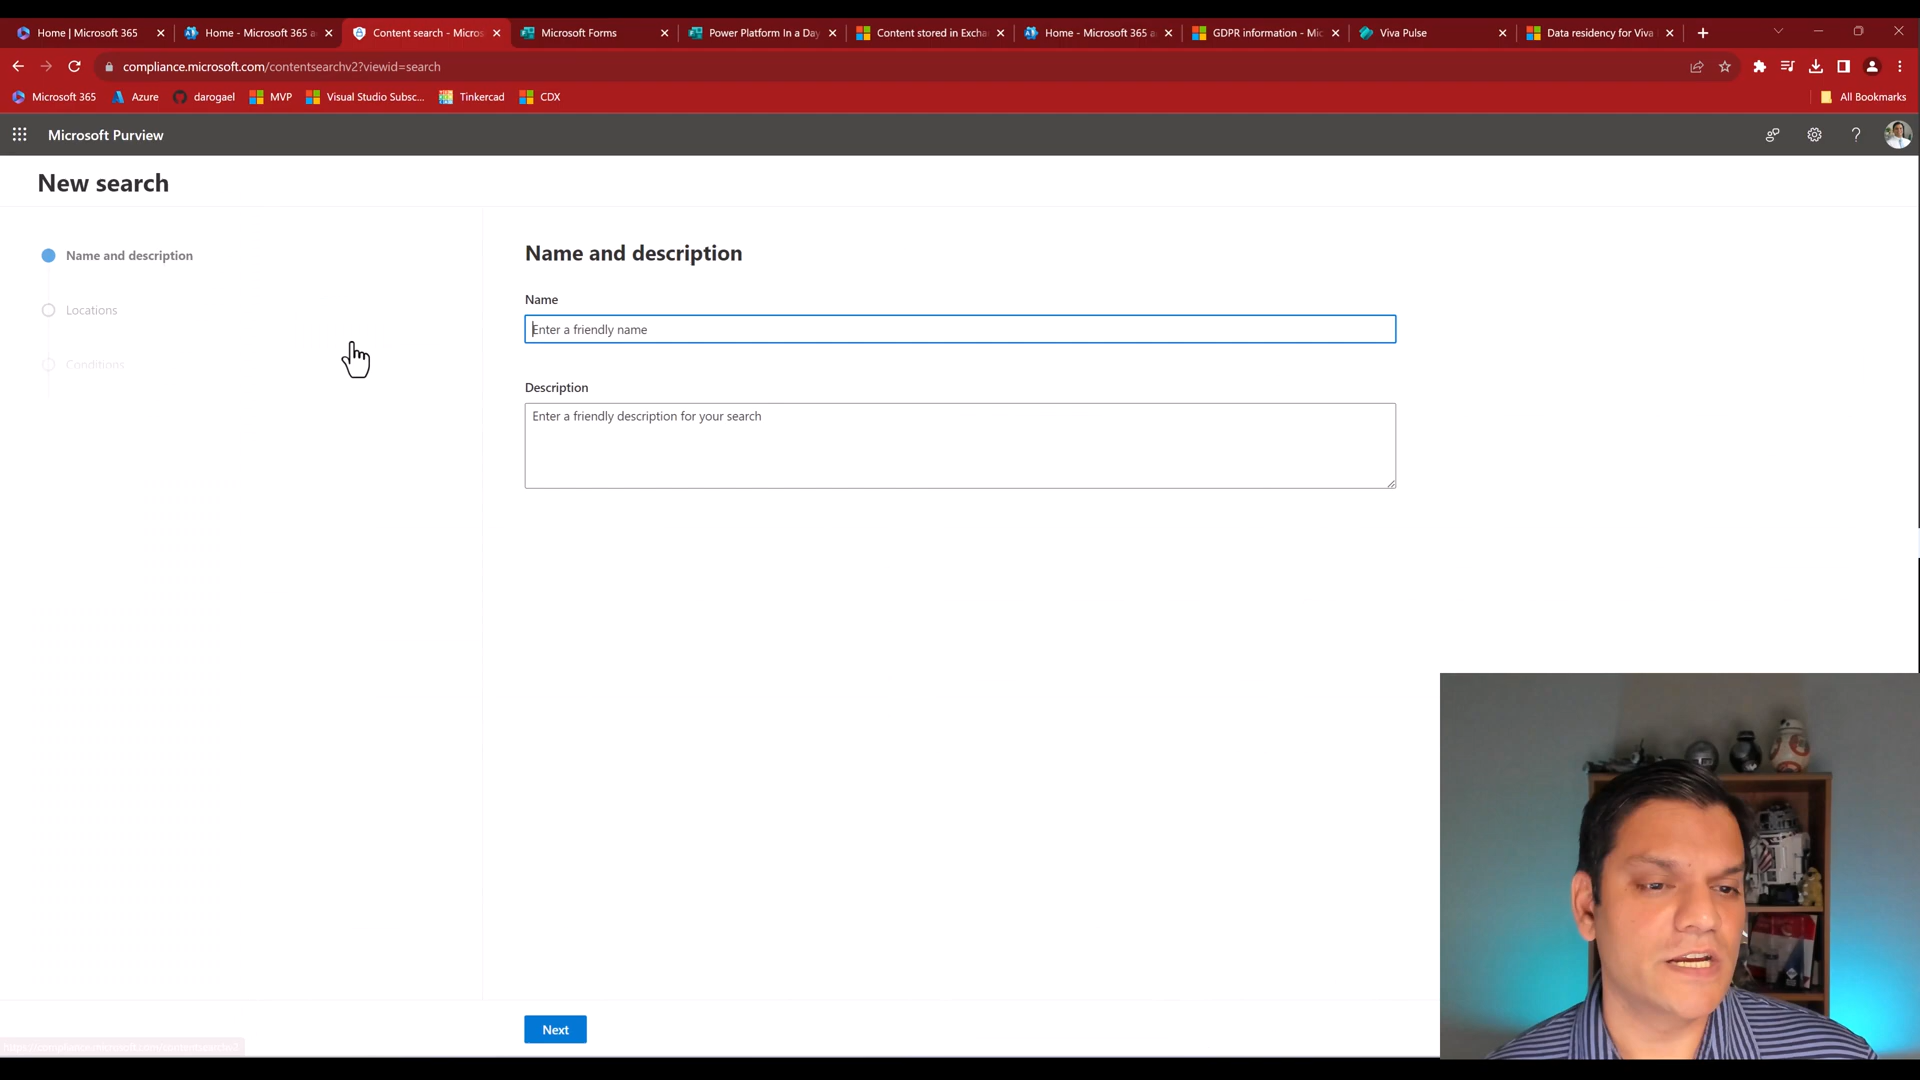 Home | Microsoft 365
Home - Microsoft 365 a
Content search - Micros
Microsoft Forms
Power Platform In a Day
Content stored in Excha
Home - Microsoft 365 a
GDPR information - Mic
Viva Pulse
Data residency for Viva
compliance.microsoft.com/contentsearchv2?viewid=search
Microsoft 365
Azure
darogael
MVP
Visual Studio Subsc...
Tinkercad
CDX
All Bookmarks
Microsoft Purview
New search
Name and description
Locations
Conditions
Name and description
Name
Enter a friendly name
Description
Enter a friendly description for your search
Next